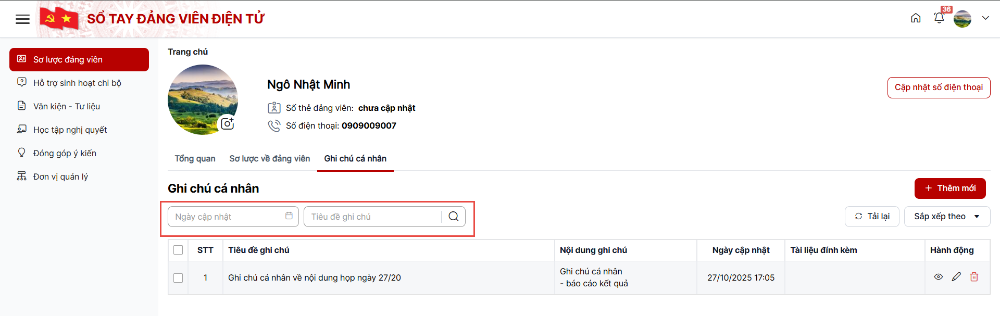 SỔ TAY ĐẢNG VIÊN ĐIỆN TỬ
36
Sơ lược đảng viên
Hỗ trợ sinh hoạt chi bộ
Văn kiện - Tư liệu
Học tập nghị quyết
Đóng góp ý kiến
Đơn vị quản lý
Trang chủ
Ngô Nhật Minh
Số thẻ đảng viên: chưa cập nhật
Số điện thoại: 0909009007
Cập nhật số điện thoại
Tổng quan Sơ lược về đảng viên Ghi chú cá nhân
Ghi chú cá nhân
+ Thêm mới
Ngày cập nhật Tiêu đề ghi chú Tải lại Sắp xếp theo
STT Tiêu đề ghi chú Nội dung ghi chú Ngày cập nhật Tài liệu đính kèm Hành động
1 Ghi chú cá nhân về nội dung họp ngày 27/20 Ghi chú cá nhân
- báo cáo kết quả
27/10/2025 17:05